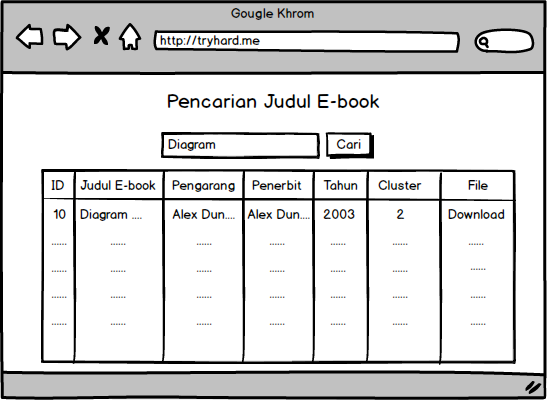 Gougle Khrom
http://tryhard.me
Pencarian Judul E-book
Diagram Cari
ID Judul E-book Pengarang Penerbit Tahun Cluster File
10 Diagram .... Alex Dun.... Alex Dun.... 2003 2 Download
...... ...... ...... ...... ...... ...... ......
...... ...... ...... ...... ...... ...... ......
...... ...... ...... ...... ...... ...... ......
...... ...... ...... ...... ...... ...... ......